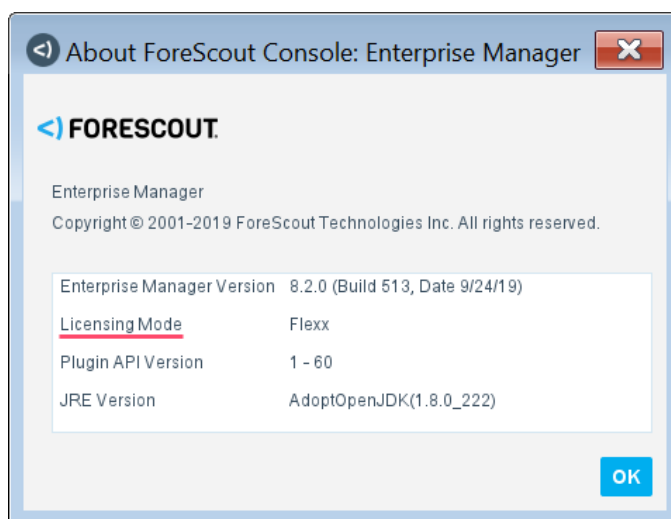 About ForeScout Console: Enterprise Manager
<) FORESCOUT.
Enterprise Manager
Copyright © 2001-2019 ForeScout Technologies Inc. All rights reserved.
Enterprise Manager Version 8.2.0 (Build 513, Date 9/24/19)
Licensing Mode Flexx
Plugin API Version 1 - 60
JRE Version AdoptOpenJDK(1.8.0_222)
OK